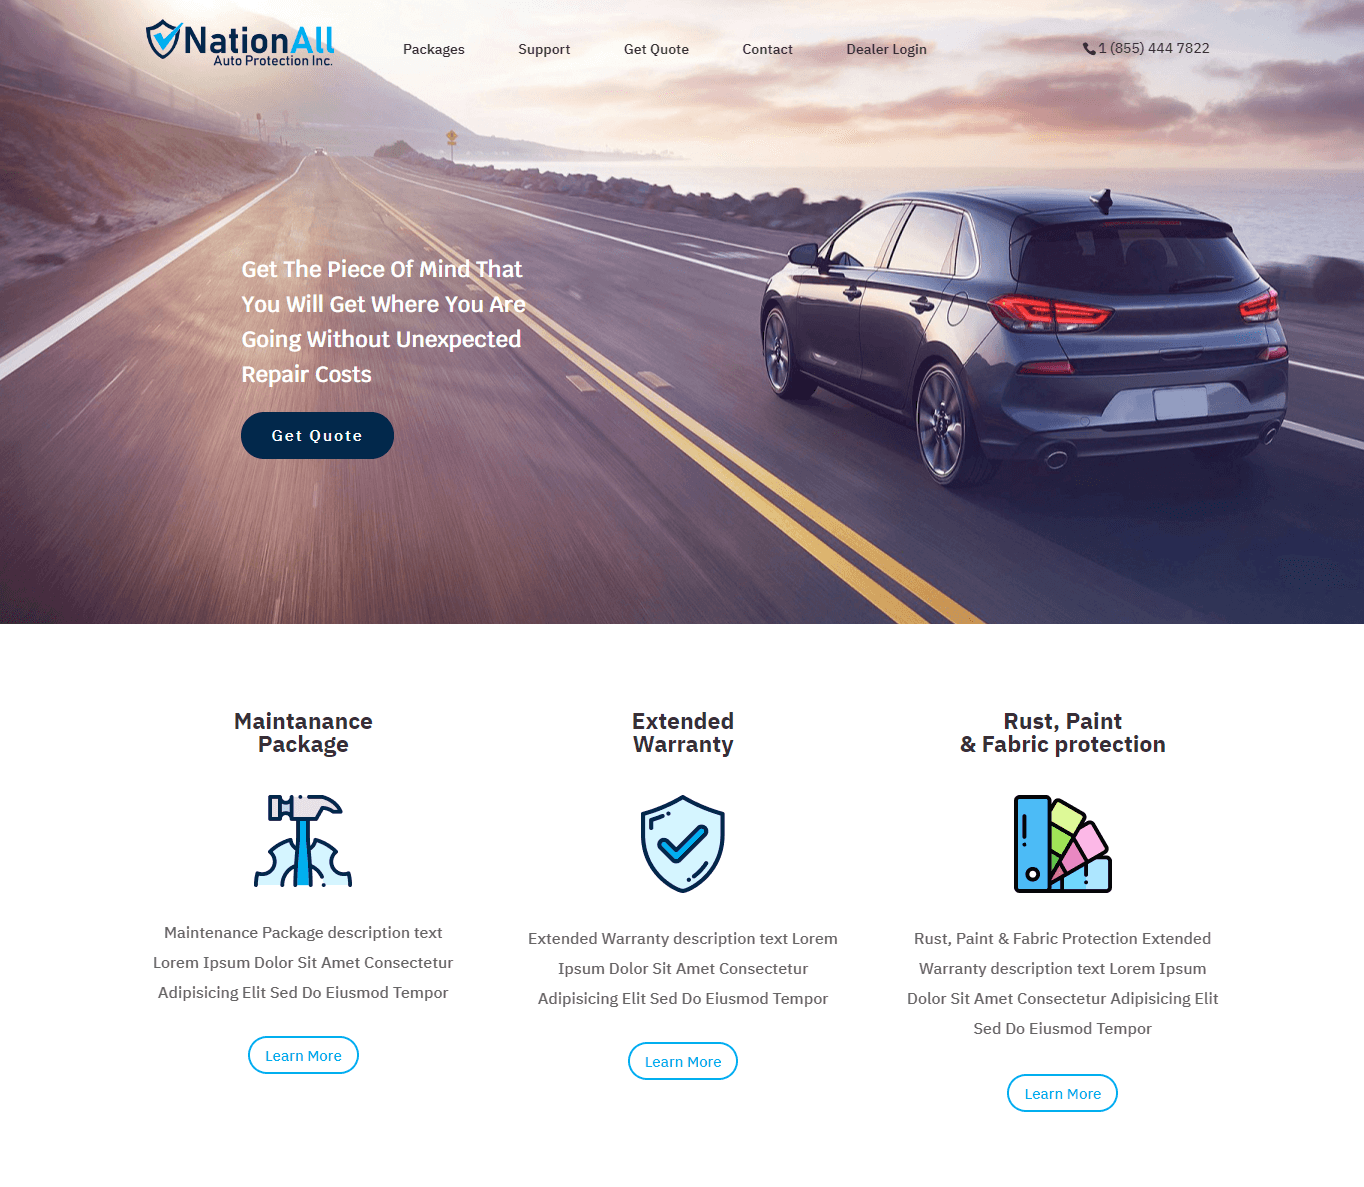 NationAll
Auto Protection Inc.
Packages Support Get Quote Contact Dealer Login 1 (855) 444 7822
Get The Piece Of Mind That
You Will Get Where You Are
Going Without Unexpected
Repair Costs
Get Quote
Maintanance
Package
Maintenance Package description text
Lorem Ipsum Dolor Sit Amet Consectetur
Adipisicing Elit Sed Do Eiusmod Tempor
Learn More
Extended
Warranty
Extended Warranty description text Lorem
Ipsum Dolor Sit Amet Consectetur
Adipisicing Elit Sed Do Eiusmod Tempor
Learn More
Rust, Paint
& Fabric protection
Rust, Paint & Fabric Protection Extended
Warranty description text Lorem Ipsum
Dolor Sit Amet Consectetur Adipisicing Elit
Sed Do Eiusmod Tempor
Learn More